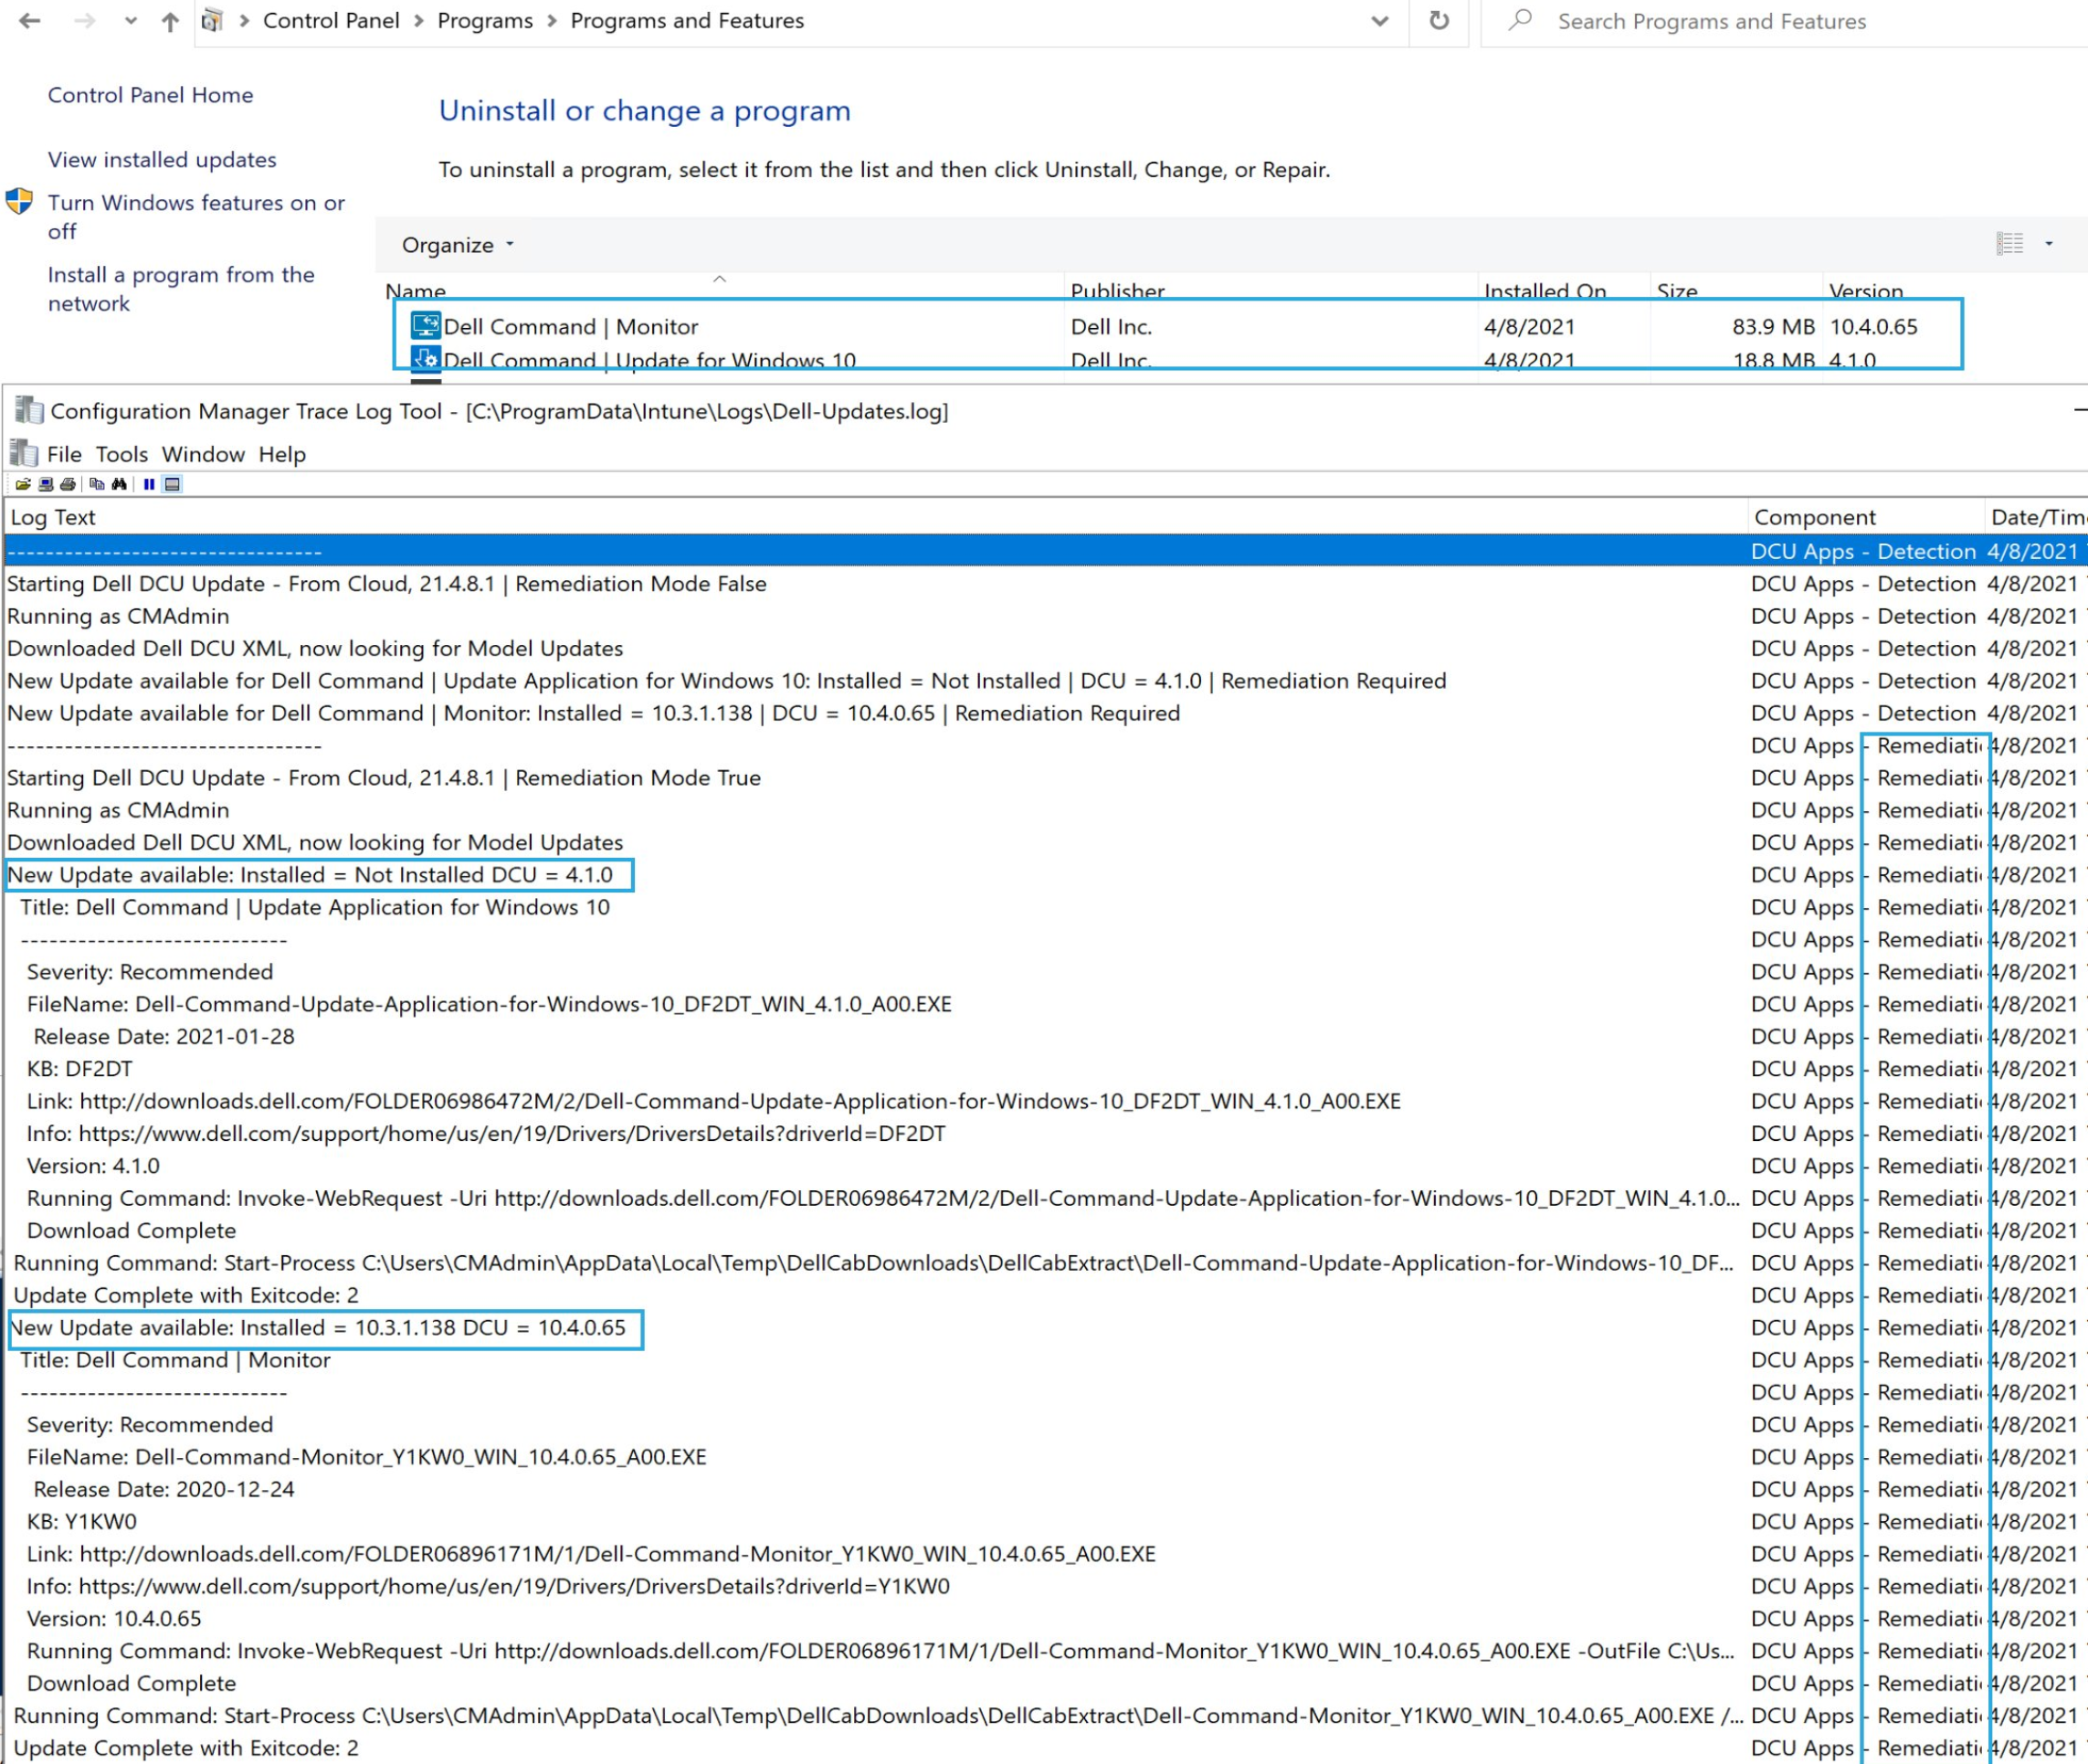 Control Panel > Programs > Programs and Features
Search Programs and Features
Control Panel Home
View installed updates
Turn Windows features on or
off
Install a program from the
network
Uninstall or change a program
To uninstall a program, select it from the list and then click Uninstall, Change, or Repair.
Organize
Name Publisher Installed On Size Version
Dell Command | Monitor Dell Inc. 4/8/2021 83.9 MB 10.4.0.65
Dell Command | Update for Windows 10 Dell Inc. 4/8/2021 18.8 MB 4.1.0
Configuration Manager Trace Log Tool - [C:\ProgramData\Intune\Logs\Dell-Updates.log]
File Tools Window Help
Log Text Component Date/Tim
--------------------------------- DCU Apps - Detection 4/8/2021
Starting Dell DCU Update - From Cloud, 21.4.8.1 | Remediation Mode False DCU Apps - Detection 4/8/2021
Running as CMAdmin DCU Apps - Detection 4/8/2021
Downloaded Dell DCU XML, now looking for Model Updates DCU Apps - Detection 4/8/2021
New Update available for Dell Command | Update Application for Windows 10: Installed = Not Installed | DCU = 4.1.0 | Remediation Required DCU Apps - Detection 4/8/2021
New Update available for Dell Command | Monitor: Installed = 10.3.1.138 | DCU = 10.4.0.65 | Remediation Required DCU Apps - Detection 4/8/2021
--------------------------------- DCU Apps - Remediati 4/8/2021
Starting Dell DCU Update - From Cloud, 21.4.8.1 | Remediation Mode True DCU Apps - Remediati 4/8/2021
Running as CMAdmin DCU Apps - Remediati 4/8/2021
Downloaded Dell DCU XML, now looking for Model Updates DCU Apps - Remediati 4/8/2021
New Update available: Installed = Not Installed DCU = 4.1.0 DCU Apps - Remediati 4/8/2021
Title: Dell Command | Update Application for Windows 10 DCU Apps - Remediati 4/8/2021
---------------------------- DCU Apps - Remediati 4/8/2021
Severity: Recommended DCU Apps - Remediati 4/8/2021
FileName: Dell-Command-Update-Application-for-Windows-10_DF2DT_WIN_4.1.0_A00.EXE DCU Apps - Remediati 4/8/2021
Release Date: 2021-01-28 DCU Apps - Remediati 4/8/2021
KB: DF2DT DCU Apps - Remediati 4/8/2021
Link: http://downloads.dell.com/FOLDER06986472M/2/Dell-Command-Update-Application-for-Windows-10_DF2DT_WIN_4.1.0_A00.EXE DCU Apps - Remediati 4/8/2021
Info: https://www.dell.com/support/home/us/en/19/Drivers/DriversDetails?driverId=DF2DT DCU Apps - Remediati 4/8/2021
Version: 4.1.0 DCU Apps - Remediati 4/8/2021
Running Command: Invoke-WebRequest -Uri http://downloads.dell.com/FOLDER06986472M/2/Dell-Command-Update-Application-for-Windows-10_DF2DT_WIN_4.1.0... DCU Apps - Remediati 4/8/2021
Download Complete DCU Apps - Remediati 4/8/2021
Running Command: Start-Process C:\Users\CMAdmin\AppData\Local\Temp\DellCabDownloads\DellCabExtract\Dell-Command-Update-Application-for-Windows-10_DF... DCU Apps - Remediati 4/8/2021
Update Complete with Exitcode: 2 DCU Apps - Remediati 4/8/2021
New Update available: Installed = 10.3.1.138 DCU = 10.4.0.65 DCU Apps - Remediati 4/8/2021
Title: Dell Command | Monitor DCU Apps - Remediati 4/8/2021
---------------------------- DCU Apps - Remediati 4/8/2021
Severity: Recommended DCU Apps - Remediati 4/8/2021
FileName: Dell-Command-Monitor_Y1KW0_WIN_10.4.0.65_A00.EXE DCU Apps - Remediati 4/8/2021
Release Date: 2020-12-24 DCU Apps - Remediati 4/8/2021
KB: Y1KW0 DCU Apps - Remediati 4/8/2021
Link: http://downloads.dell.com/FOLDER06896171M/1/Dell-Command-Monitor_Y1KW0_WIN_10.4.0.65_A00.EXE DCU Apps - Remediati 4/8/2021
Info: https://www.dell.com/support/home/us/en/19/Drivers/DriversDetails?driverId=Y1KW0 DCU Apps - Remediati 4/8/2021
Version: 10.4.0.65 DCU Apps - Remediati 4/8/2021
Running Command: Invoke-WebRequest -Uri http://downloads.dell.com/FOLDER06896171M/1/Dell-Command-Monitor_Y1KW0_WIN_10.4.0.65_A00.EXE -OutFile C:\Us... DCU Apps - Remediati 4/8/2021
Download Complete DCU Apps - Remediati 4/8/2021
Running Command: Start-Process C:\Users\CMAdmin\AppData\Local\Temp\DellCabDownloads\DellCabExtract\Dell-Command-Monitor_Y1KW0_WIN_10.4.0.65_A00.EXE /... DCU Apps - Remediati 4/8/2021
Update Complete with Exitcode: 2 DCU Apps - Remediati 4/8/2021